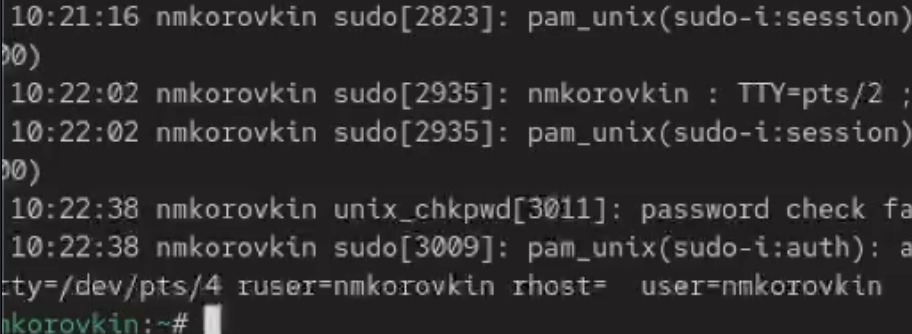 10:21:16 nmkorovkin sudo[2823]: pam_unix(sudo-i:session)
00)
10:22:02 nmkorovkin sudo[2935]: nmkorovkin : TTY=pts/2 ;
10:22:02 nmkorovkin sudo[2935]: pam_unix(sudo-i:session)
00)
10:22:38 nmkorovkin unix_chkpwd[3011]: password check fa
10:22:38 nmkorovkin sudo[3009]: pam_unix(sudo-i:auth): a
tty=/dev/pts/4 ruser=nmkorovkin rhost=  user=nmkorovkin
nkorovkin:~#